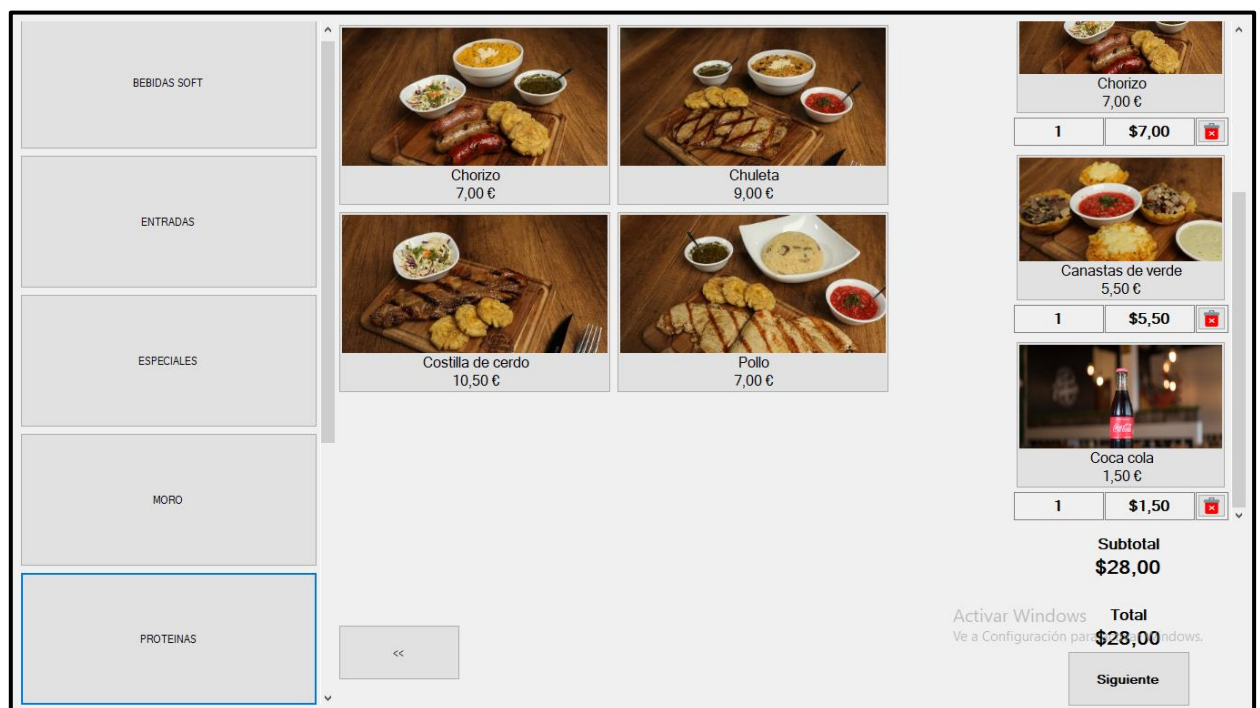 BEBIDAS SOFT
ENTRADAS
ESPECIALES
MORO
PROTEINAS
Chorizo
7,00 €
Chuleta
9,00 €
Costilla de cerdo
10,50 €
Pollo
7,00 €
<<
Chorizo
7,00 €
1 $7,00
Canastas de verde
5,50 €
1 $5,50
Coca-Cola
Coca cola
1,50 €
1 $1,50
Subtotal
$28,00
Activar Windows
Total
Ve a Configuración para
$28,00
Siguiente